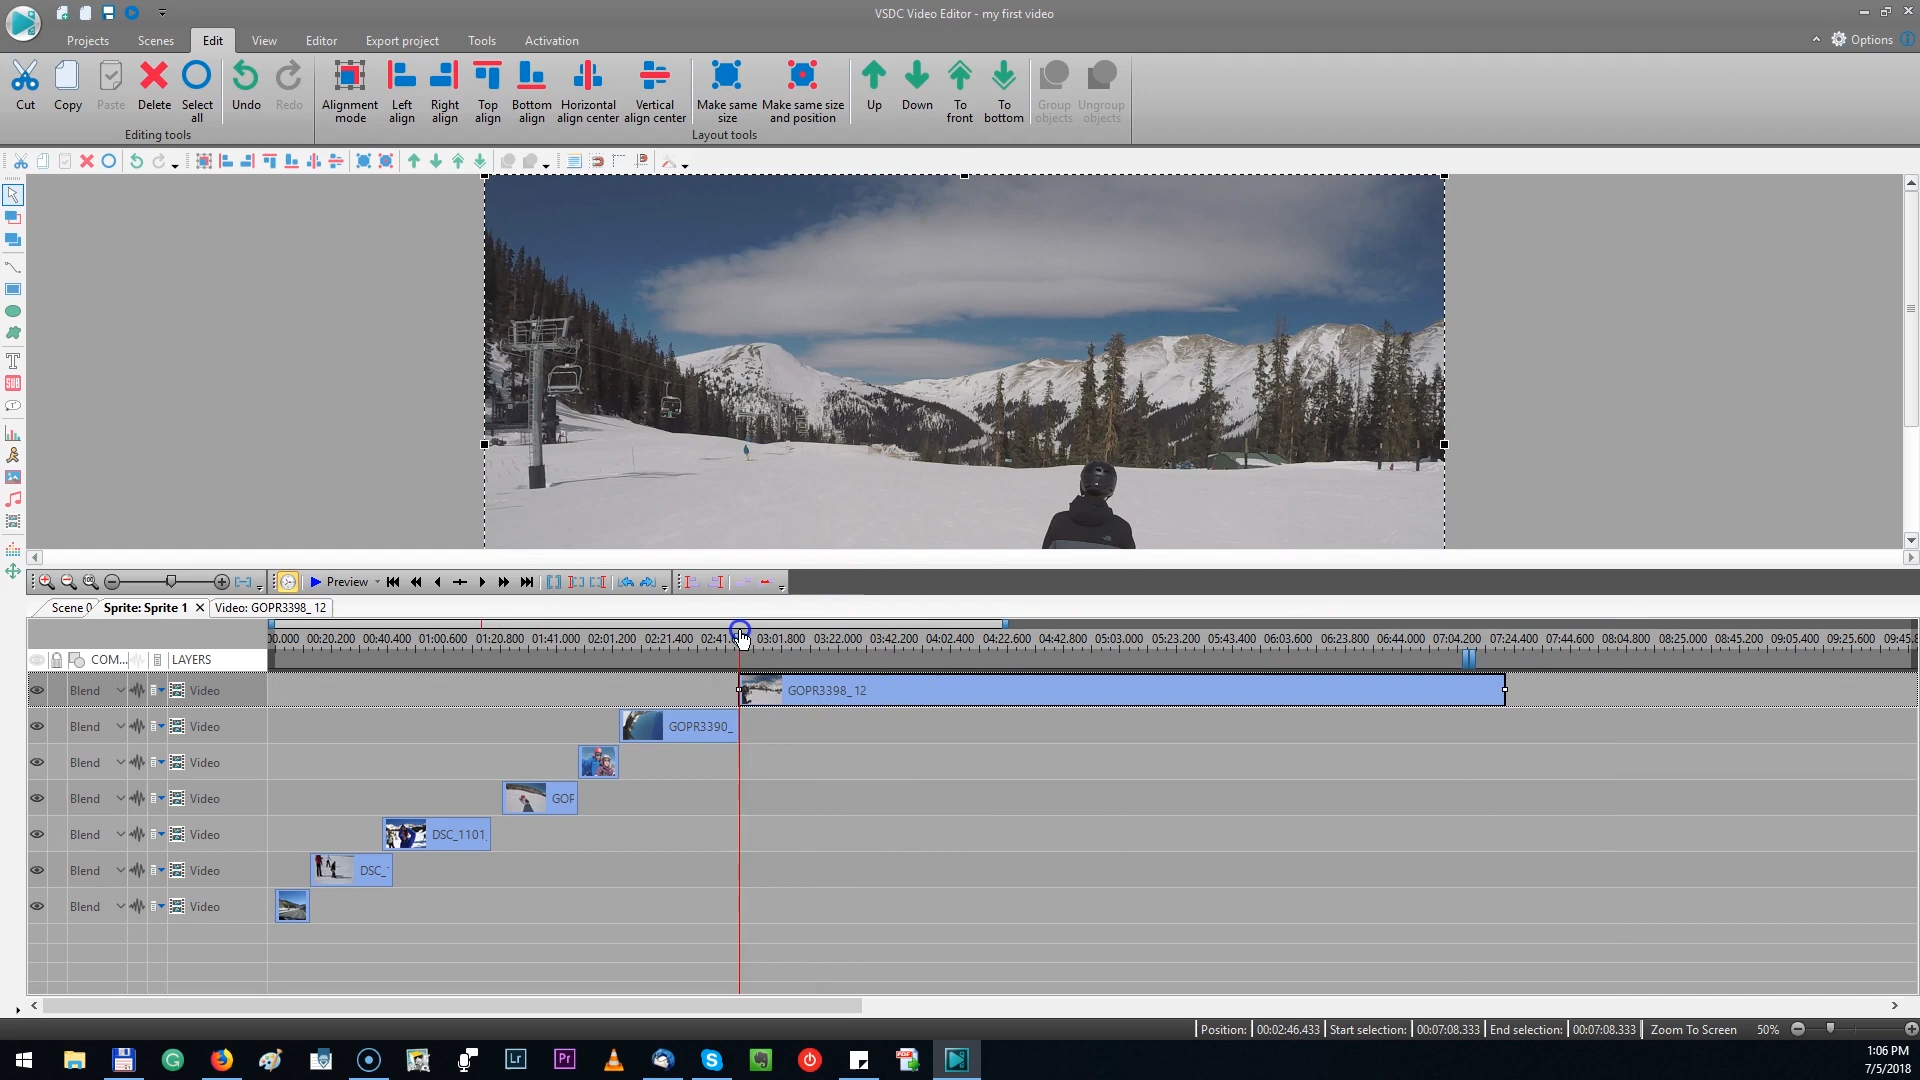 VSDC Video Editor - my first video
Projects Scenes Edit View Editor Export project Tools Activation
Options
Cut Copy Paste Delete Select all Undo Redo
Alignment mode Left align Right align Top align Bottom align Horizontal align center Vertical align center
Make same size Make same size and position Up Down To front To bottom Group objects Ungroup objects
Editing tools Layout tools
SUB
Preview
Scene 0 Sprite: Sprite 1 Video: GOPR3398_ 12
00:20.200 00:40.400 01:00.600 01:20.800 01:41.000 02:01.200 02:21.400 03:01.800 03:22.000 03:42.200 04:02.400 04:22.600 04:42.800 05:03.000 05:23.200 05:43.400 06:03.600 06:23.800 06:44.000 07:04.200 07:24.400 07:44.600 08:04.800 08:25.000 08:45.200 09:05.400 09:25.600
COM... LAYERS
Blend Video GOPR3398_ 12
Blend Video GOPR3390_
Blend Video
Blend Video GOF
Blend Video DSC_1101_
Blend Video DSC_
Blend Video
Position: 00:02:46.433 Start selection: 00:07:08.333 End selection: 00:07:08.333 Zoom To Screen 50%
Lr Pr
1:06 PM
7/5/2018